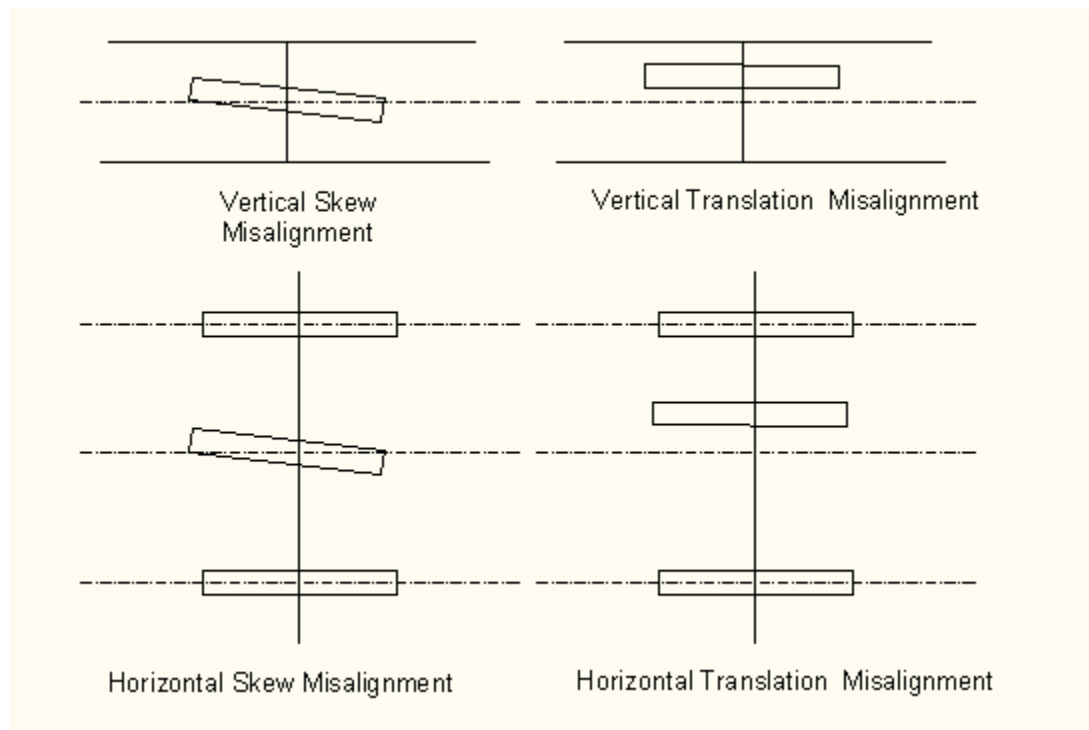 Vertical Skew
Misalignment
Vertical Translation Misalignment
Horizontal Skew Misalignment
Horizontal Translation Misalignment